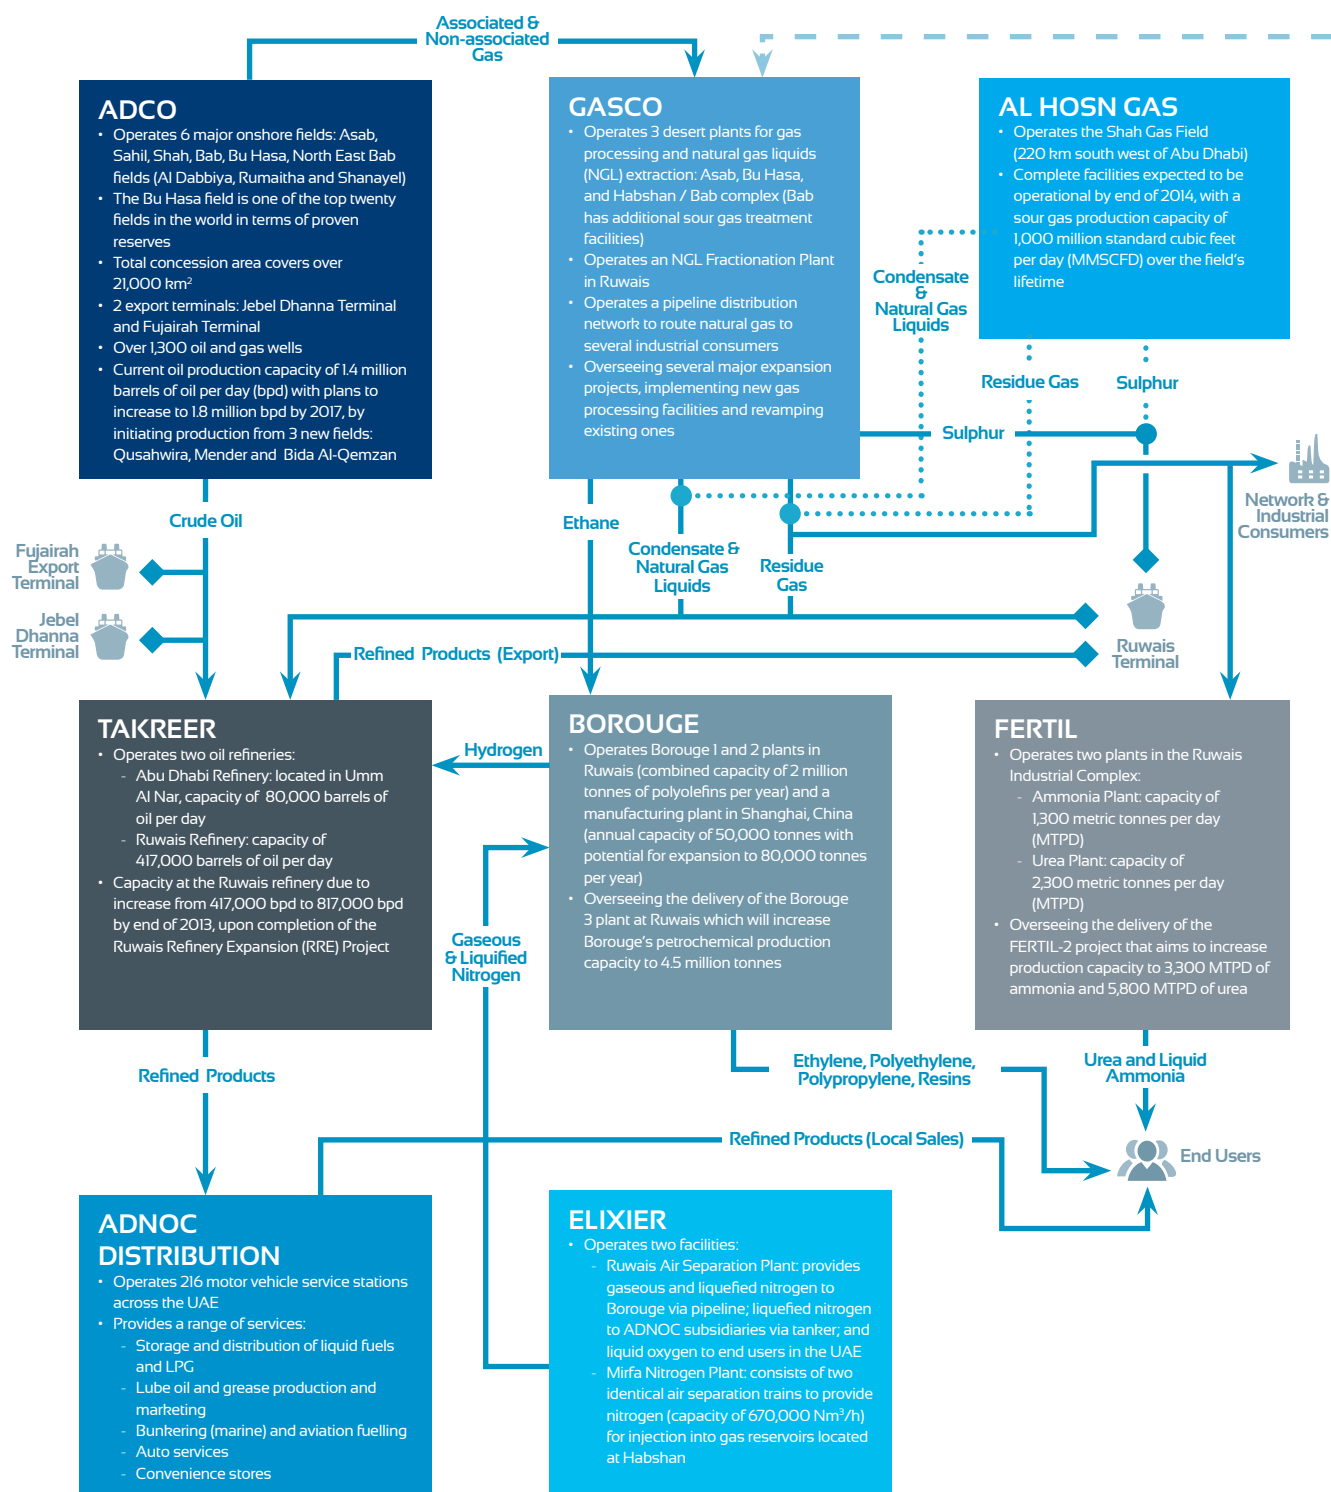 Associated &
Non-associated
Gas
ADCO
• Operates 6 major onshore fields: Asab,
Sahil, Shah, Bab, Bu Hasa, North East Bab
fields (Al Dabbiya, Rumaitha and Shanayel)
• The Bu Hasa field is one of the top twenty
fields in the world in terms of proven
reserves
• Total concession area covers over
21,000 km²
• 2 export terminals: Jebel Dhanna Terminal
and Fujairah Terminal
• Over 1,300 oil and gas wells
• Current oil production capacity of 1.4 million
barrels of oil per day (bpd) with plans to
increase to 1.8 million bpd by 2017, by
initiating production from 3 new fields:
Qusahwira, Mender and Bida Al-Qemzan
GASCO
• Operates 3 desert plants for gas
processing and natural gas liquids
(NGL) extraction: Asab, Bu Hasa,
and Habshan / Bab complex (Bab
has additional sour gas treatment
facilities)
• Operates an NGL Fractionation Plant
in Ruwais
• Operates a pipeline distribution
network to route natural gas to
several industrial consumers
• Overseeing several major expansion
projects, implementing new gas
processing facilities and revamping
existing ones
AL HOSN GAS
• Operates the Shah Gas Field
(220 km south west of Abu Dhabi)
• Complete facilities expected to be
operational by end of 2014, with a
sour gas production capacity of
1,000 million standard cubic feet
per day (MMSCFD) over the field's
lifetime
Condensate
&
Natural Gas
Liquids
Residue Gas
Sulphur
Sulphur
Network &
Industrial
Consumers
Crude Oil
Ethane
Condensate &
Natural Gas
Liquids
Residue
Gas
Fujairah
Export
Terminal
Jebel
Dhanna
Terminal
Refined Products (Export)
Ruwais
Terminal
TAKREER
• Operates two oil refineries:
- Abu Dhabi Refinery: located in Umm
Al Nar, capacity of 80,000 barrels of
oil per day
- Ruwais Refinery: capacity of
417,000 barrels of oil per day
• Capacity at the Ruwais refinery due to
increase from 417,000 bpd to 817,000 bpd
by end of 2013, upon completion of the
Ruwais Refinery Expansion (RRE) Project
Hydrogen
BOROUGE
• Operates Borouge 1 and 2 plants in
Ruwais (combined capacity of 2 million
tonnes of polyolefins per year) and a
manufacturing plant in Shanghai, China
(annual capacity of 50,000 tonnes with
potential for expansion to 80,000 tonnes
per year)
• Overseeing the delivery of the Borouge
3 plant at Ruwais which will increase
Borouge's petrochemical production
capacity to 4.5 million tonnes
FERTIL
• Operates two plants in the Ruwais
Industrial Complex:
- Ammonia Plant: capacity of
1,300 metric tonnes per day
(MTPD)
- Urea Plant: capacity of
2,300 metric tonnes per day
(MTPD)
• Overseeing the delivery of the
FERTIL-2 project that aims to increase
production capacity to 3,300 MTPD of
ammonia and 5,800 MTPD of urea
Gaseous
& Liquified
Nitrogen
Refined Products
Ethylene, Polyethylene,
Polypropylene, Resins
Urea and Liquid
Ammonia
Refined Products (Local Sales)
End Users
ADNOC
DISTRIBUTION
• Operates 216 motor vehicle service stations
across the UAE
• Provides a range of services:
- Storage and distribution of liquid fuels
and LPG
- Lube oil and grease production and
marketing
- Bunkering (marine) and aviation fuelling
- Auto services
- Convenience stores
ELIXIER
• Operates two facilities:
- Ruwais Air Separation Plant: provides
gaseous and liquefied nitrogen to
Borouge via pipeline; liquefied nitrogen
to ADNOC subsidiaries via tanker; and
liquid oxygen to end users in the UAE
- Mirfa Nitrogen Plant: consists of two
identical air separation trains to provide
nitrogen (capacity of 670,000 Nm³/h)
for injection into gas reservoirs located
at Habshan